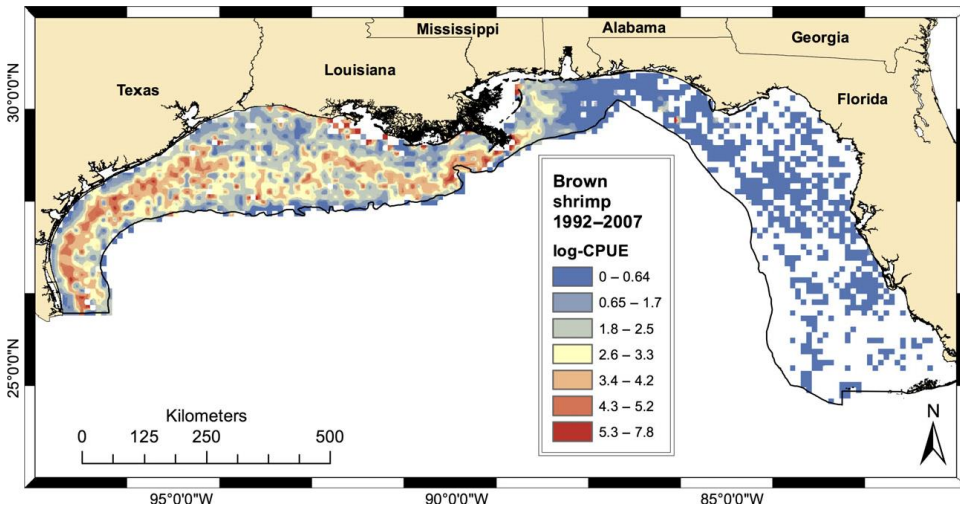 Mississippi
Alabama
Georgia
Louisiana
Texas
Florida
30°0'0"N
25°0'0"N
Brown
shrimp
1992–2007
log-CPUE
0 – 0.64
0.65 – 1.7
1.8 – 2.5
2.6 – 3.3
3.4 – 4.2
4.3 – 5.2
5.3 – 7.8
Kilometers
0 125 250 500
N
95°0'0"W 90°0'0"W 85°0'0"W